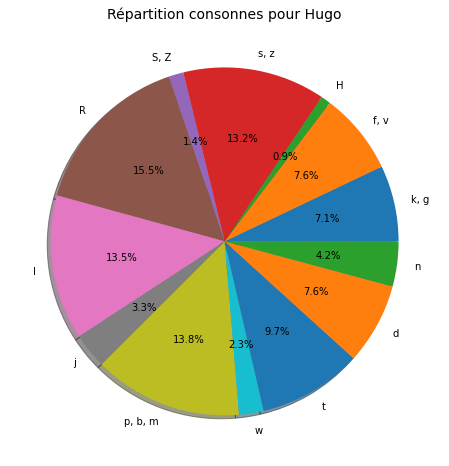 Répartition consonnes pour Hugo
k, g
7.1%
f, v
7.6%
H
0.9%
s, z
13.2%
S, Z
1.4%
R
15.5%
l
13.5%
j
3.3%
p, b, m
13.8%
w
2.3%
t
9.7%
d
7.6%
n
4.2%